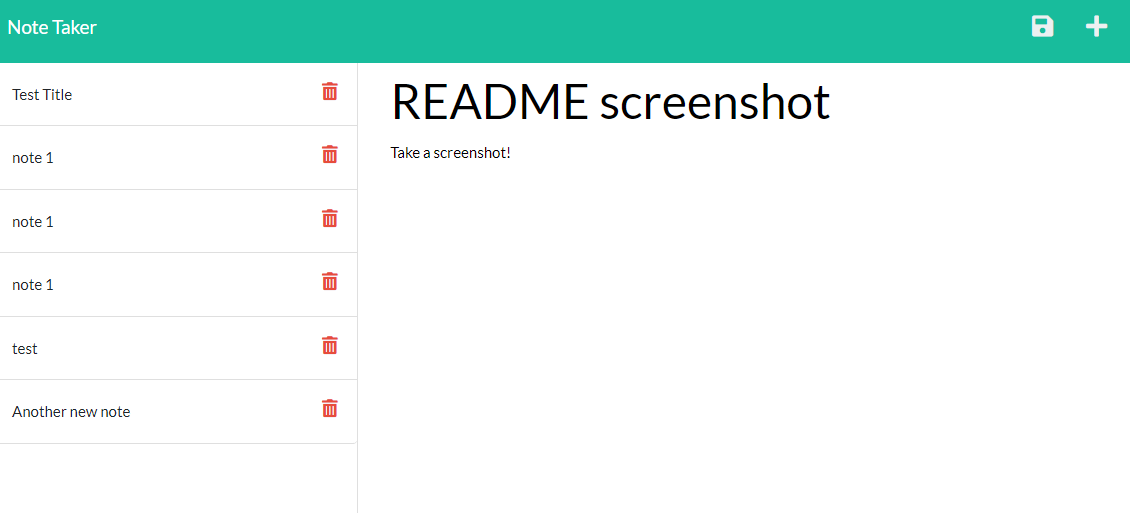 Note Taker
Test Title
note 1
note 1
note 1
test
Another new note
README screenshot
Take a screenshot!